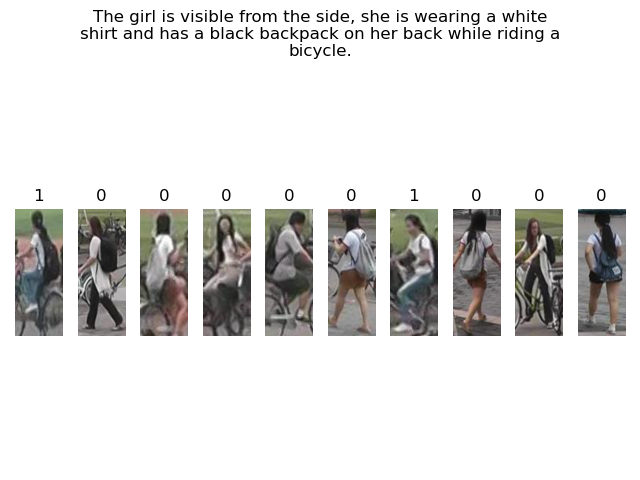 The girl is visible from the side, she is wearing a white
shirt and has a black backpack on her back while riding a
bicycle.
1 0 0 0 0 0 1 0 0 0